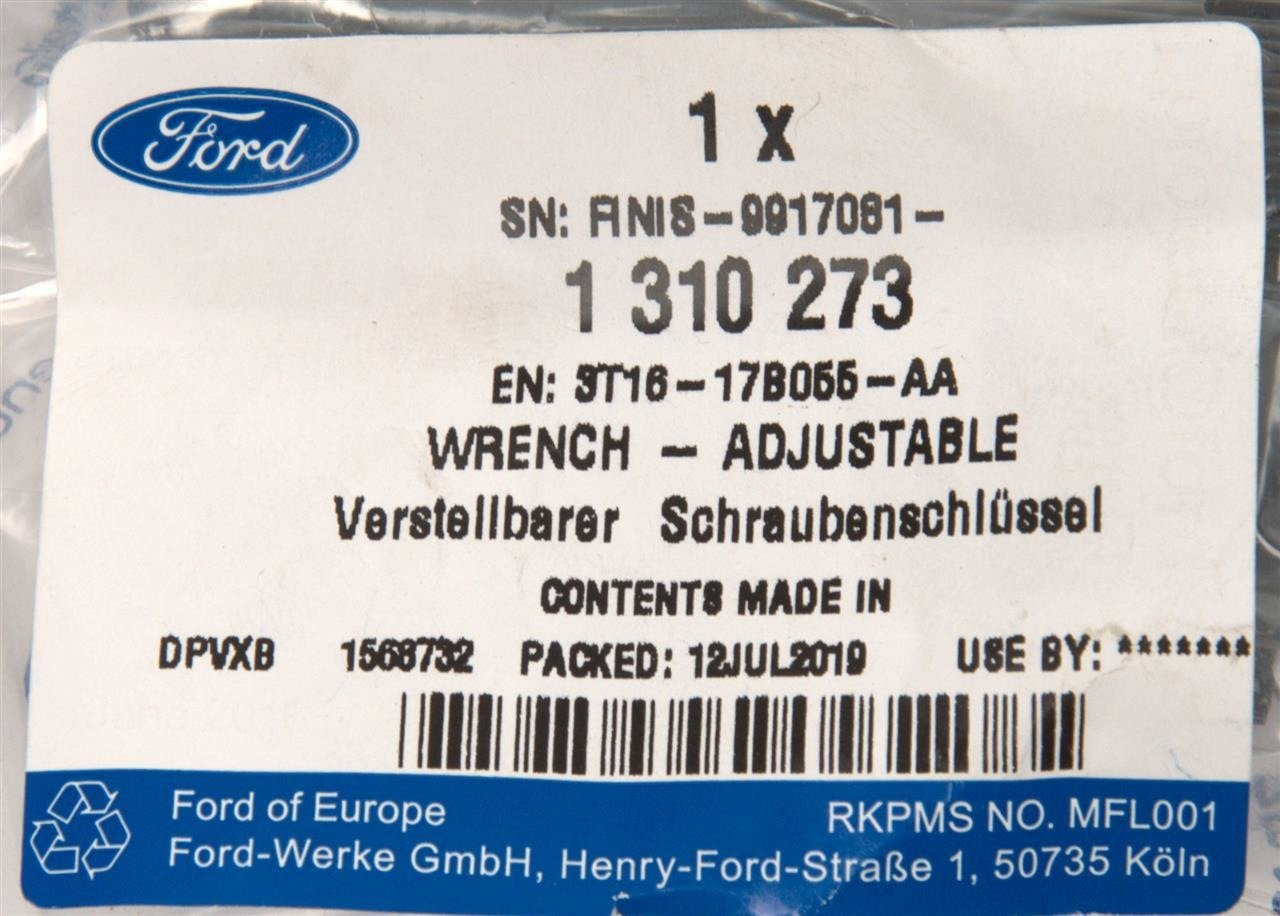 Ford
1 x
SN: FINIS-9917081-
1 310 273
EN: 3T16-17B055-AA
WRENCH - ADJUSTABLE
Verstellbarer Schraubenschlüssel
CONTENTS MADE IN
DPVXB 1568732 PACKED: 12JUL2019 USE BY: *******
Ford of Europe RKPMS NO. MFL001
Ford-Werke GmbH, Henry-Ford-Straße 1, 50735 Köln